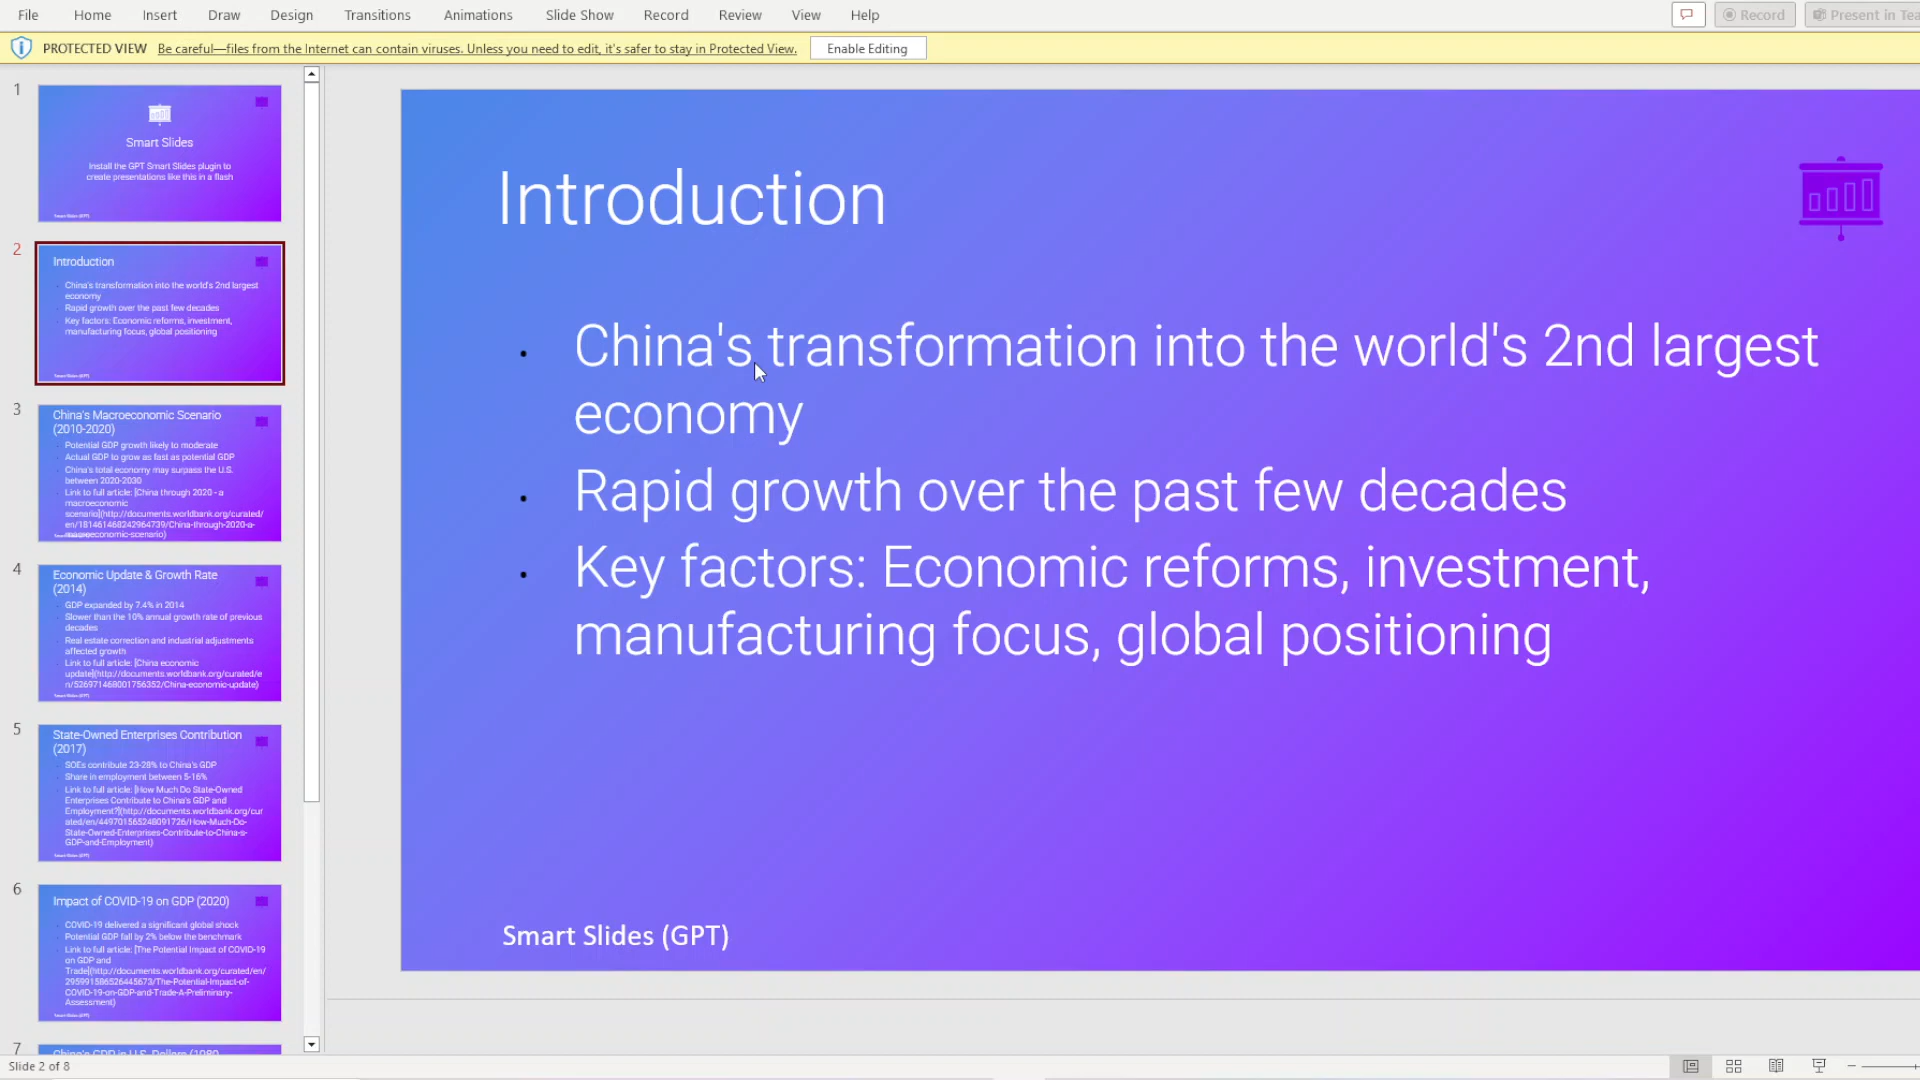 File Home Insert Draw Design Transitions Animations Slide Show Record Review View Help Record Present in Tea
PROTECTED VIEW Be careful—files from the Internet can contain viruses. Unless you need to edit, it's safer to stay in Protected View. Enable Editing
1
Smart Slides
Install the GPT Smart Slides plugin to
create presentations like this in a flash
Smart Slides (GPT)
2
Introduction
China's transformation into the world's 2nd largest
economy
Rapid growth over the past few decades
Key factors: Economic reforms, investment,
manufacturing focus, global positioning
Smart Slides (GPT)
3
China's Macroeconomic Scenario
(2010-2020)
Potential GDP growth likely to moderate
Actual GDP to grow as fast as potential GDP
China's total economy may surpass the U.S.
between 2020-2030
Link to full article: [China through 2020 - a
macroeconomic
scenario](http://documents.worldbank.org/curated/
en/181461468242964739/China-through-2020-a-
macroeconomic-scenario)
4
Economic Update & Growth Rate
(2014)
GDP expanded by 7.4% in 2014
Slower than the 10% annual growth rate of previous
decades
Real estate correction and industrial adjustments
affected growth
Link to full article: [China economic
update](http://documents.worldbank.org/curated/e
n/526971468001756352/China-economic-update)
Smart Slides (GPT)
5
State-Owned Enterprises Contribution
(2017)
SOEs contribute 23-28% to China's GDP
Share in employment between 5-16%
Link to full article: [How Much Do State-Owned
Enterprises Contribute to China's GDP and
Employment?](http://documents.worldbank.org/cur
ated/en/449701565248091726/How-Much-Do-
State-Owned-Enterprises-Contribute-to-China-s-
GDP-and-Employment)
Smart Slides (GPT)
6
Impact of COVID-19 on GDP (2020)
COVID-19 delivered a significant global shock
Potential GDP fall by 2% below the benchmark
Link to full article: [The Potential Impact of COVID-19
on GDP and
Trade](http://documents.worldbank.org/curated/en/
295991586526445673/The-Potential-Impact-of-
COVID-19-on-GDP-and-Trade-A-Preliminary-
Assessment)
Smart Slides (GPT)
7
China's GDP in U.S. Dollars (1980
Introduction
China's transformation into the world's 2nd largest
economy
Rapid growth over the past few decades
Key factors: Economic reforms, investment,
manufacturing focus, global positioning
Smart Slides (GPT)
Slide 2 of 8